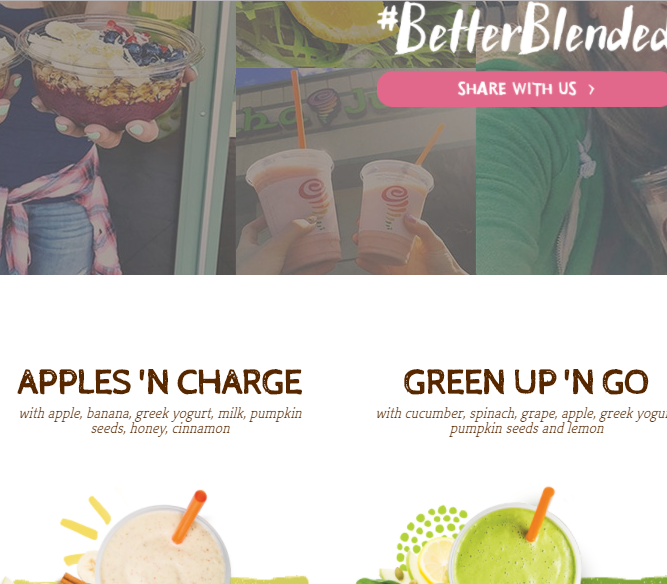 #BetterBlended
SHARE WITH US ›
APPLES 'N CHARGE
with apple, banana, greek yogurt, milk, pumpkin
seeds, honey, cinnamon
GREEN UP 'N GO
with cucumber, spinach, grape, apple, greek
pumpkin seeds and lemon